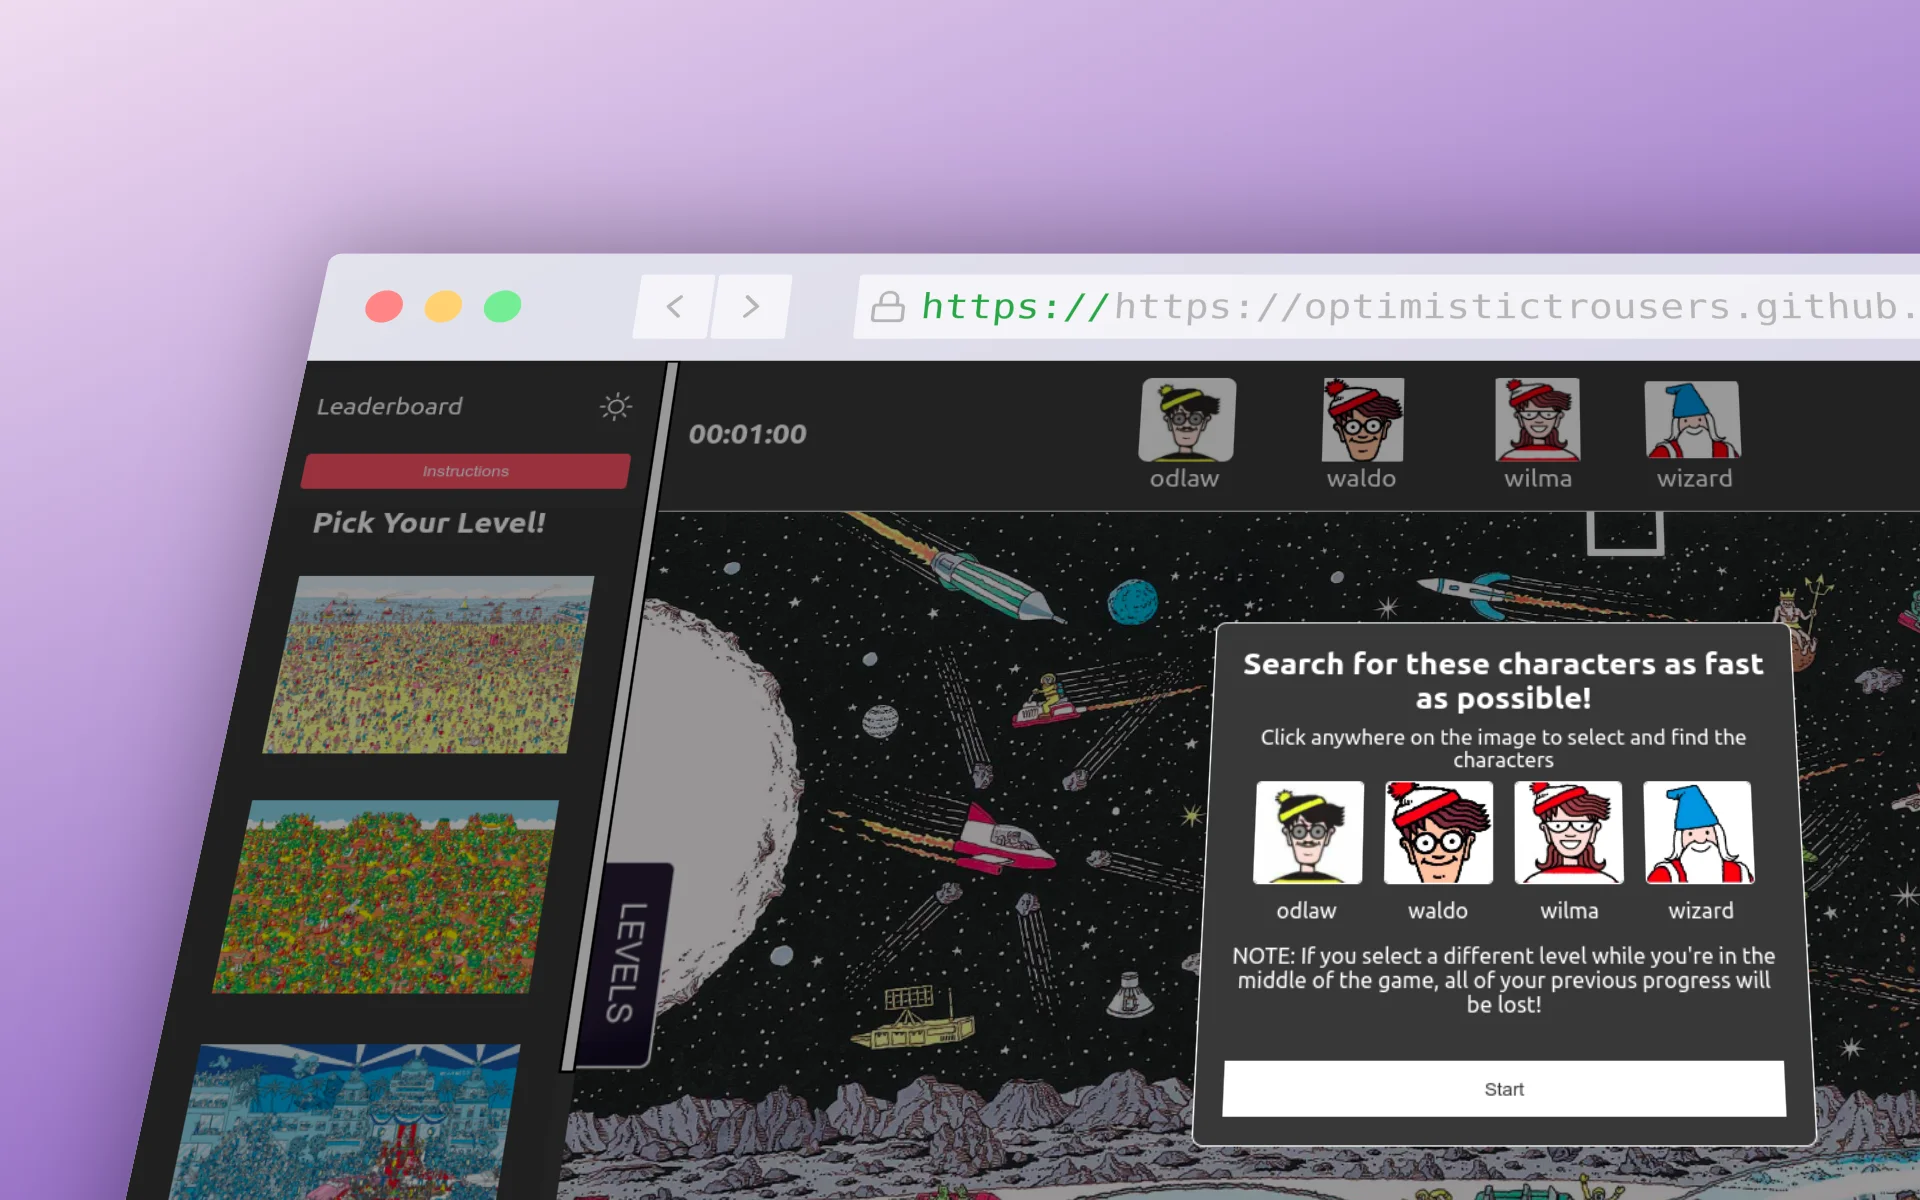 https://https://optimistictrousers.github.
Leaderboard
Instructions
Pick Your Level!
LEVELS
00:01:00
odlaw
waldo
wilma
wizard
Search for these characters as fast
as possible!
Click anywhere on the image to select and find the
characters
odlaw
waldo
wilma
wizard
NOTE: If you select a different level while you're in the
middle of the game, all of your previous progress will
be lost!
Start